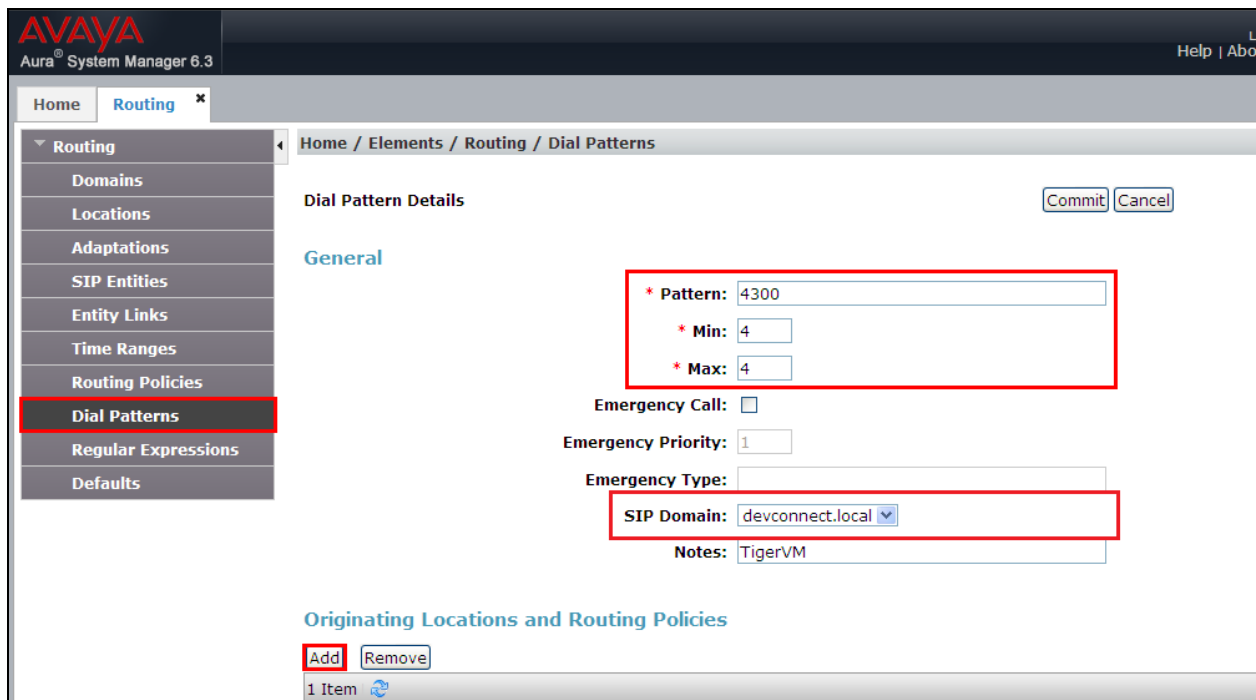 AVAYA
Aura® System Manager 6.3
Help | Abo
Home Routing ×
Routing
Domains
Locations
Adaptations
SIP Entities
Entity Links
Time Ranges
Routing Policies
Dial Patterns
Regular Expressions
Defaults
Home / Elements / Routing / Dial Patterns
Dial Pattern Details Commit Cancel
General
* Pattern: 4300
* Min: 4
* Max: 4
Emergency Call:
Emergency Priority: 1
Emergency Type:
SIP Domain: devconnect.local
Notes: TigerVM
Originating Locations and Routing Policies
Add Remove
1 Item